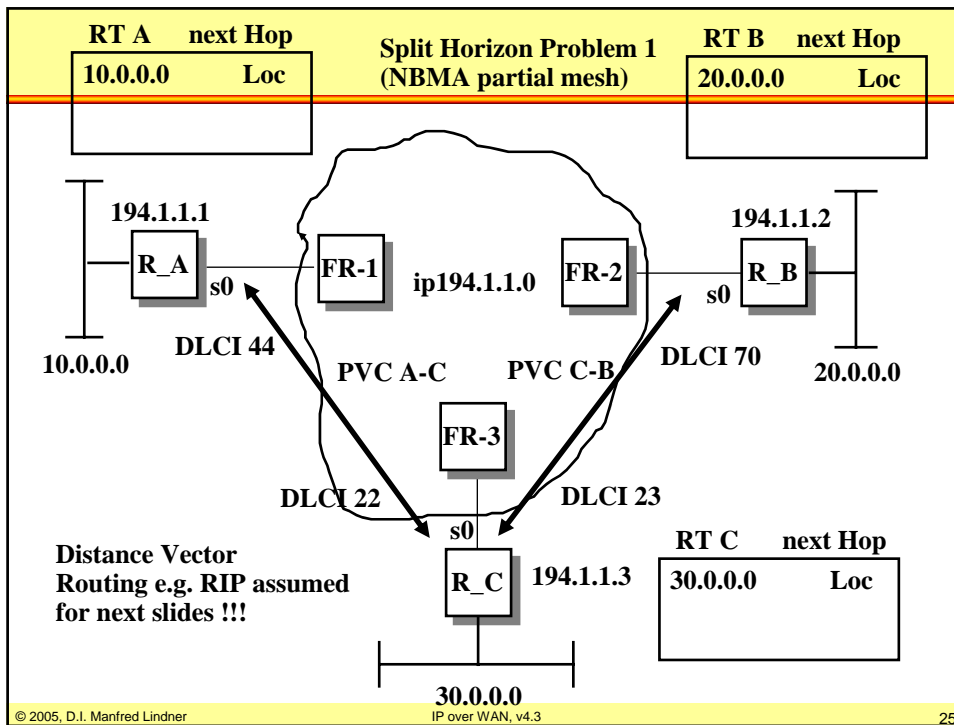 RT A next Hop
10.0.0.0 Loc
Split Horizon Problem 1
(NBMA partial mesh)
RT B next Hop
20.0.0.0 Loc
194.1.1.1
R_A
s0
FR-1
ip194.1.1.0
FR-2
194.1.1.2
R_B
s0
10.0.0.0
DLCI 44
PVC A-C
PVC C-B
DLCI 70
20.0.0.0
FR-3
DLCI 22
DLCI 23
s0
R_C
194.1.1.3
30.0.0.0
Distance Vector
Routing e.g. RIP assumed
for next slides !!!
RT C next Hop
30.0.0.0 Loc
© 2005, D.I. Manfred Lindner
IP over WAN, v4.3
25